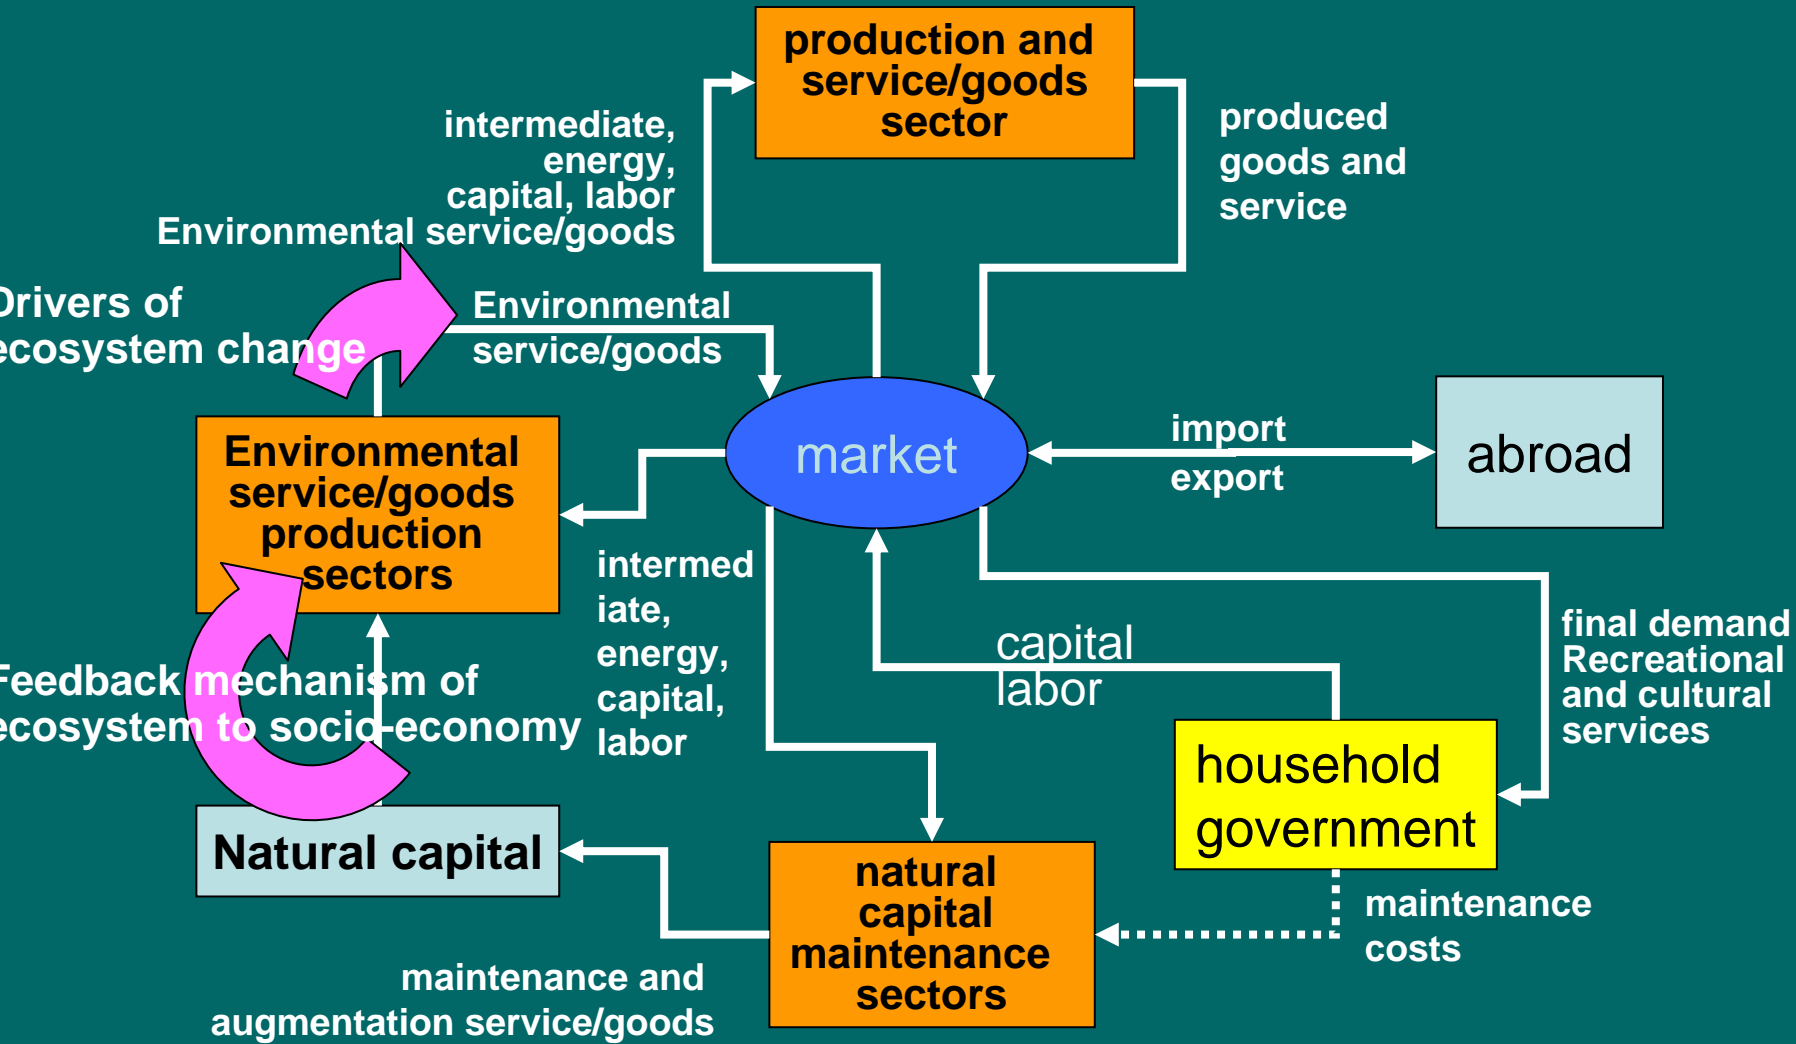 production and
service/goods
sector
intermediate,
energy,
capital, labor
Environmental service/goods
produced
goods and
service
Drivers of
ecosystem change
Environmental
service/goods
Environmental
service/goods
production
sectors
market
import
export
abroad
intermed
iate,
energy,
capital,
labor
capital
labor
final demand
Recreational
and cultural
services
Feedback mechanism of
ecosystem to socio-economy
household
government
Natural capital
natural
capital
maintenance
sectors
maintenance
costs
maintenance and
augmentation service/goods